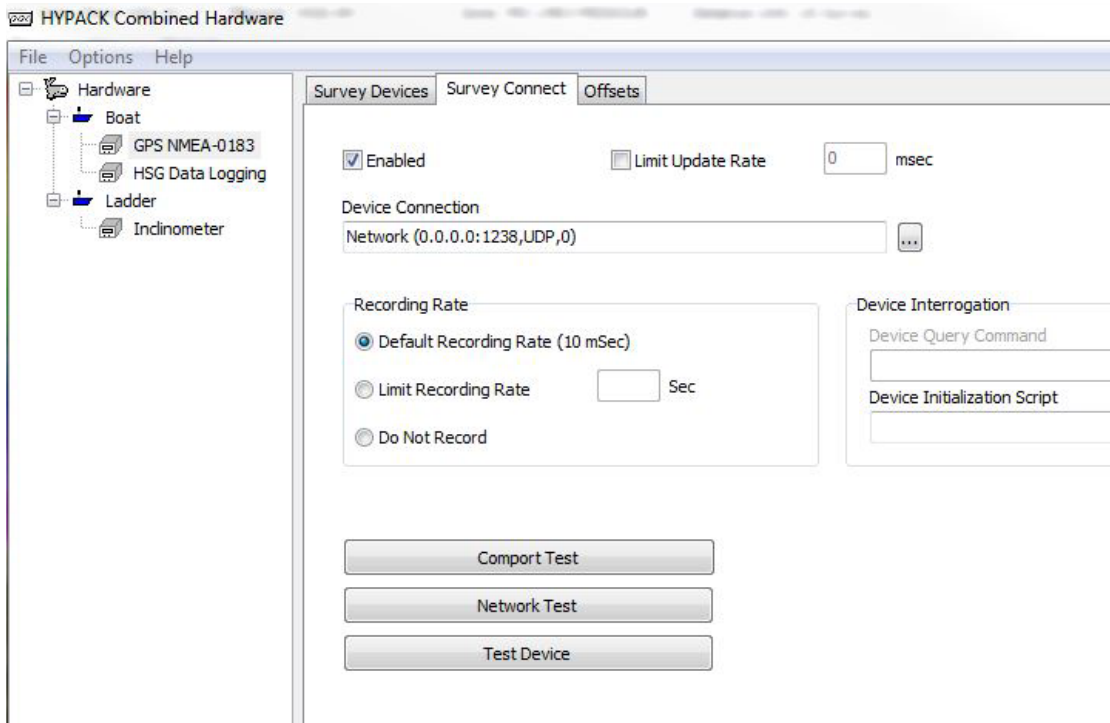 HYPACK Combined Hardware
File Options Help
Hardware
Boat
GPS NMEA-0183
HSG Data Logging
Ladder
Inclinometer
Survey Devices Survey Connect Offsets
Enabled Limit Update Rate 0 msec
Device Connection
Network (0.0.0.0:1238,UDP,0)
...
Recording Rate
Default Recording Rate (10 mSec)
Limit Recording Rate Sec
Do Not Record
Device Interrogation
Device Query Command
Device Initialization Script
Comport Test
Network Test
Test Device